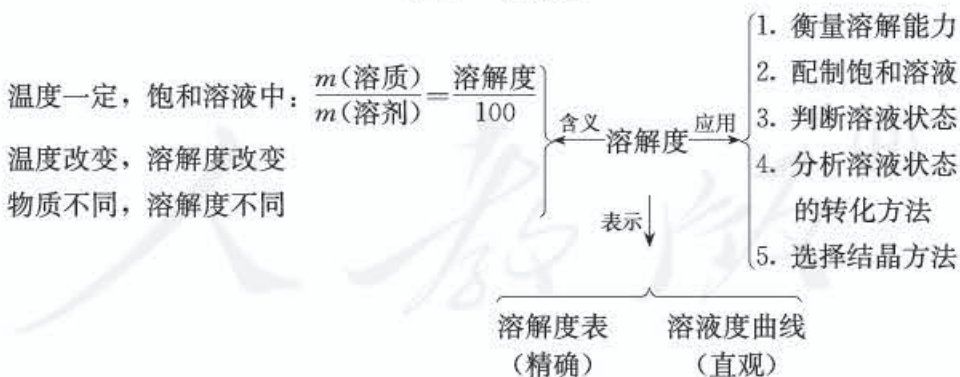 温度一定，饱和溶液中：m(溶质)/m(溶剂)=溶解度/100
温度改变，溶解度改变
物质不同，溶解度不同
含义
溶解度
应用
1. 衡量溶解能力
2. 配制饱和溶液
3. 判断溶液状态
4. 分析溶液状态
的转化方法
5. 选择结晶方法
表示
溶解度表
（精确）
溶液度曲线
（直观）